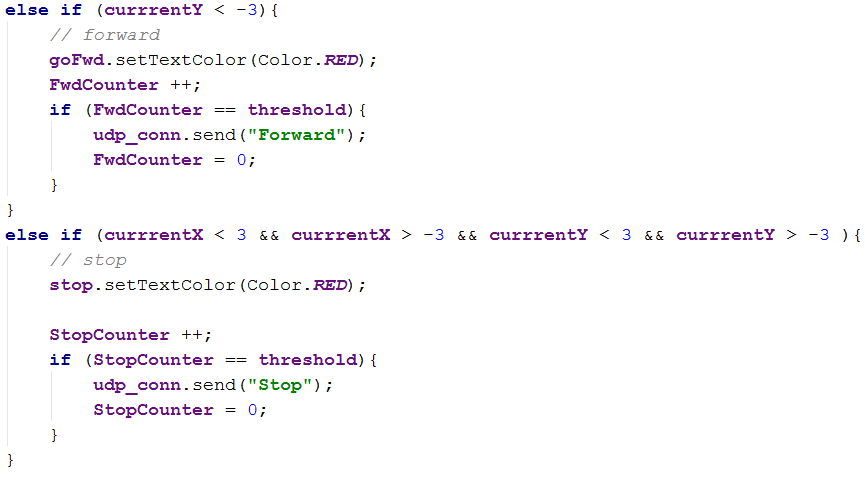 else if (currrentY < -3){
// forward
goFwd.setTextColor(Color.RED);
FwdCounter ++;
if (FwdCounter == threshold){
udp_conn.send("Forward");
FwdCounter = 0;
}
}
else if (currrentX < 3 && currrentX > -3 && currrentY < 3 && currrentY > -3 ){
// stop
stop.setTextColor(Color.RED);
StopCounter ++;
if (StopCounter == threshold){
udp_conn.send("Stop");
StopCounter = 0;
}
}